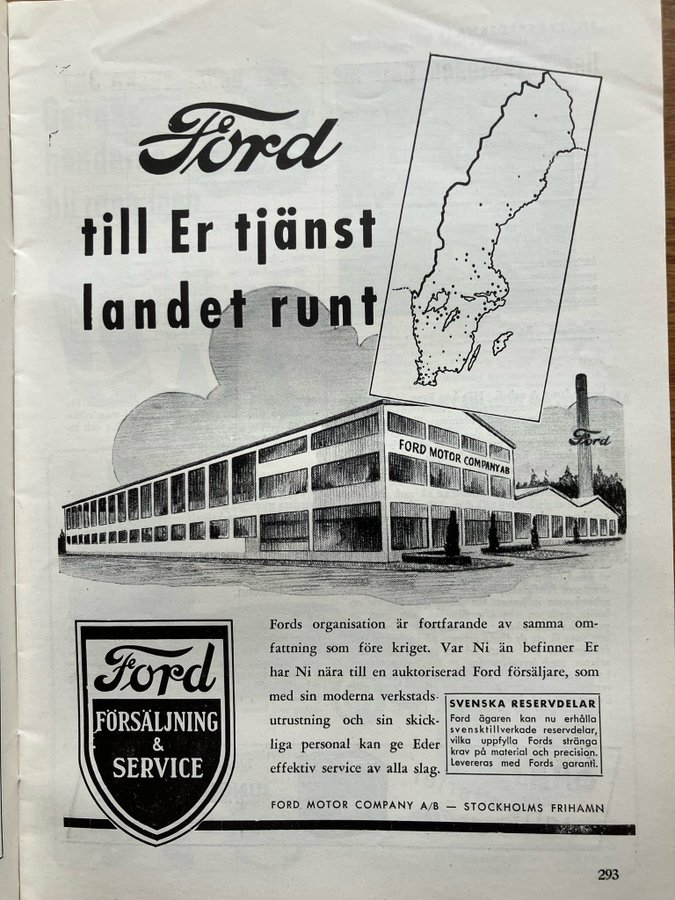 Ford
till Er tjänst
landet runt
FORD MOTOR COMPANY AB
Ford
Ford
FÖRSÄLJNING
&
SERVICE
Fords organisation är fortfarande av samma om-
fattning som före kriget. Var Ni än befinner Er
har Ni nära till en auktoriserad Ford försäljare, som
med sin moderna verkstads-
utrustning och sin skick-
liga personal kan ge Eder
effektiv service av alla slag.
SVENSKA RESERVDELAR
Ford ägaren kan nu erhålla
svensktillverkade reservdelar,
vilka uppfylla Fords stränga
krav på material och precision.
Levereras med Fords garanti.
FORD MOTOR COMPANY A/B — STOCKHOLMS FRIHAMN
293